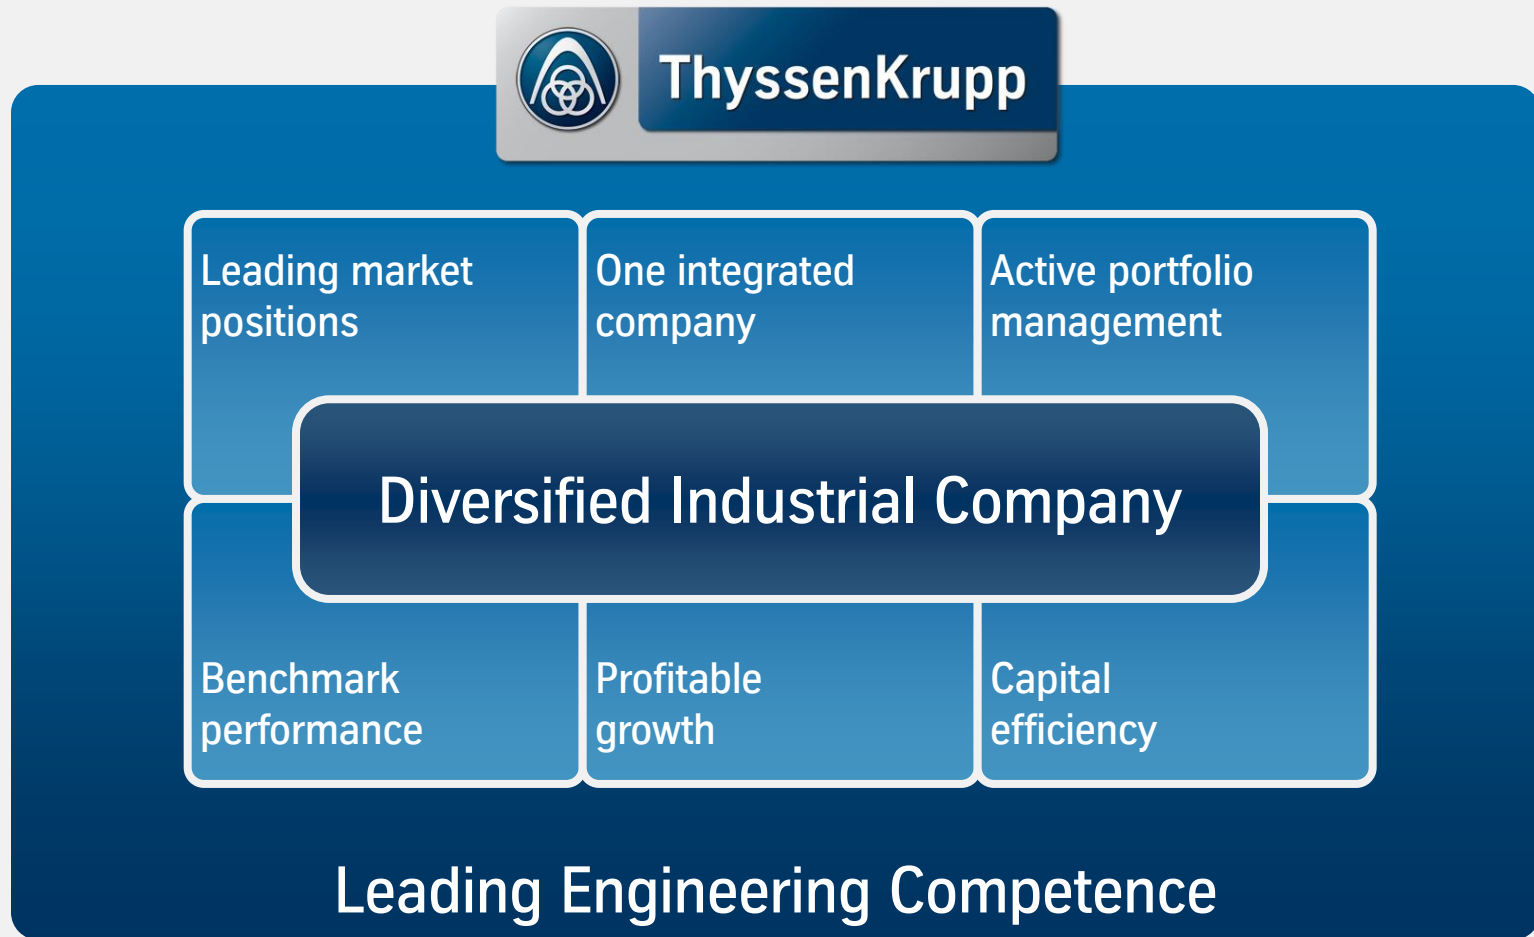 ThyssenKrupp
Leading market
positions
One integrated
company
Active portfolio
management
Diversified Industrial Company
Benchmark
performance
Profitable
growth
Capital
efficiency
Leading Engineering Competence